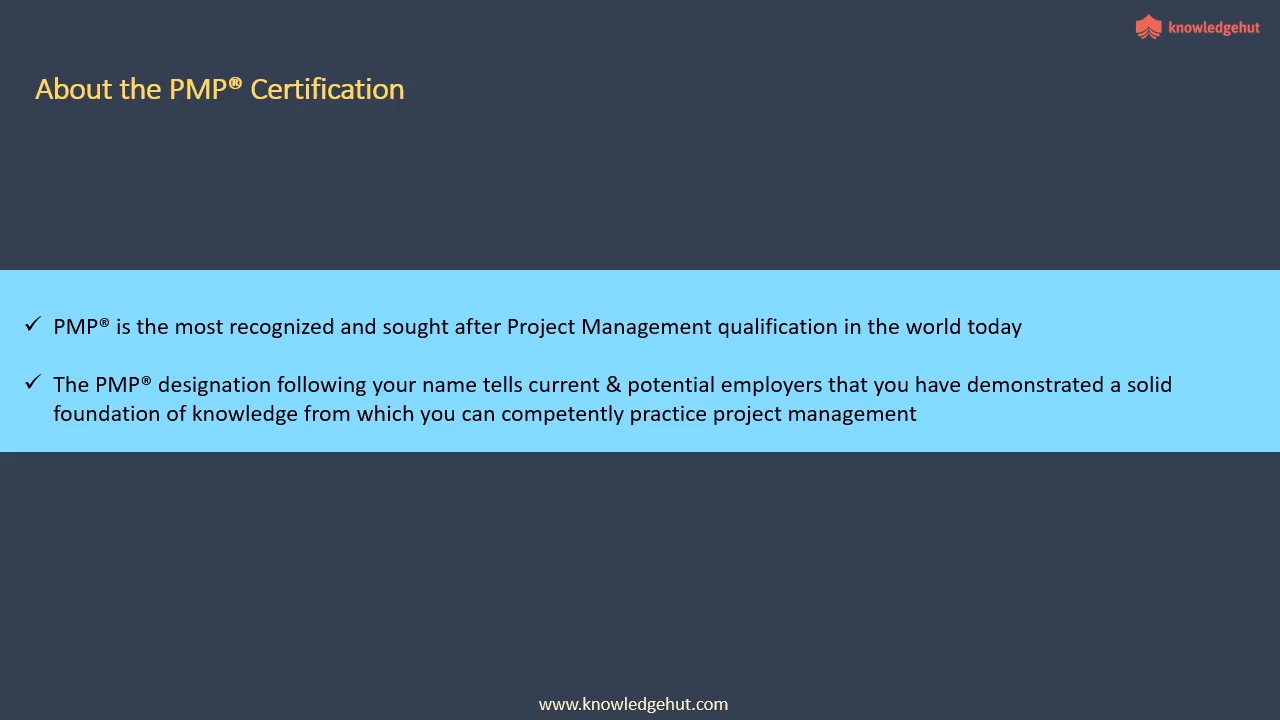 knowledgehut
About the PMP® Certification
✓ PMP® is the most recognized and sought after Project Management qualification in the world today
✓ The PMP® designation following your name tells current & potential employers that you have demonstrated a solid
foundation of knowledge from which you can competently practice project management
www.knowledgehut.com